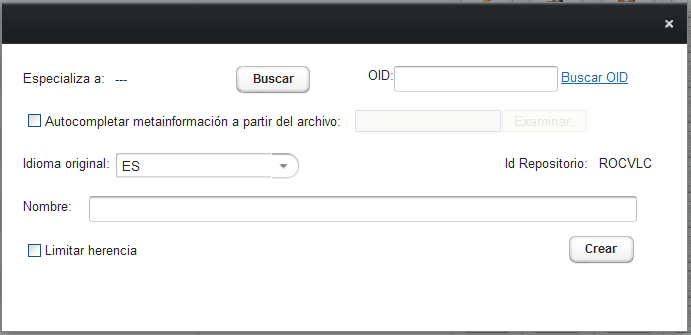 Especializa a: --- Buscar OID: Buscar OID
Autocompletar metainformación a partir del archivo: Examinar..
Idioma original: ES Id Repositorio: ROCVLC
Nombre:
Limitar herencia Crear